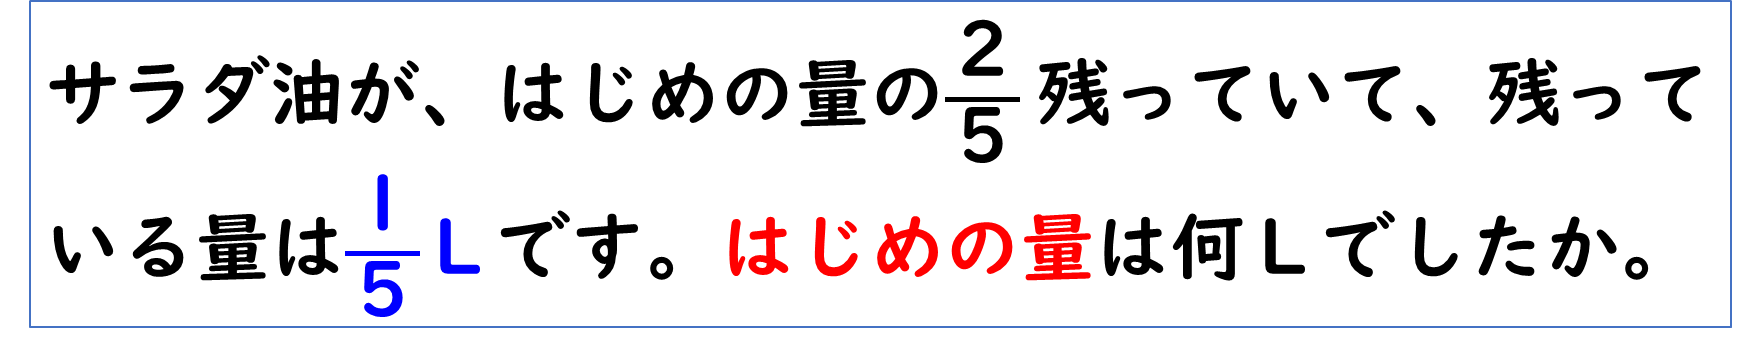 サラダ油が、はじめの量の2/5残っていて、残って
いる量は1/5Lです。はじめの量は何Lでしたか。